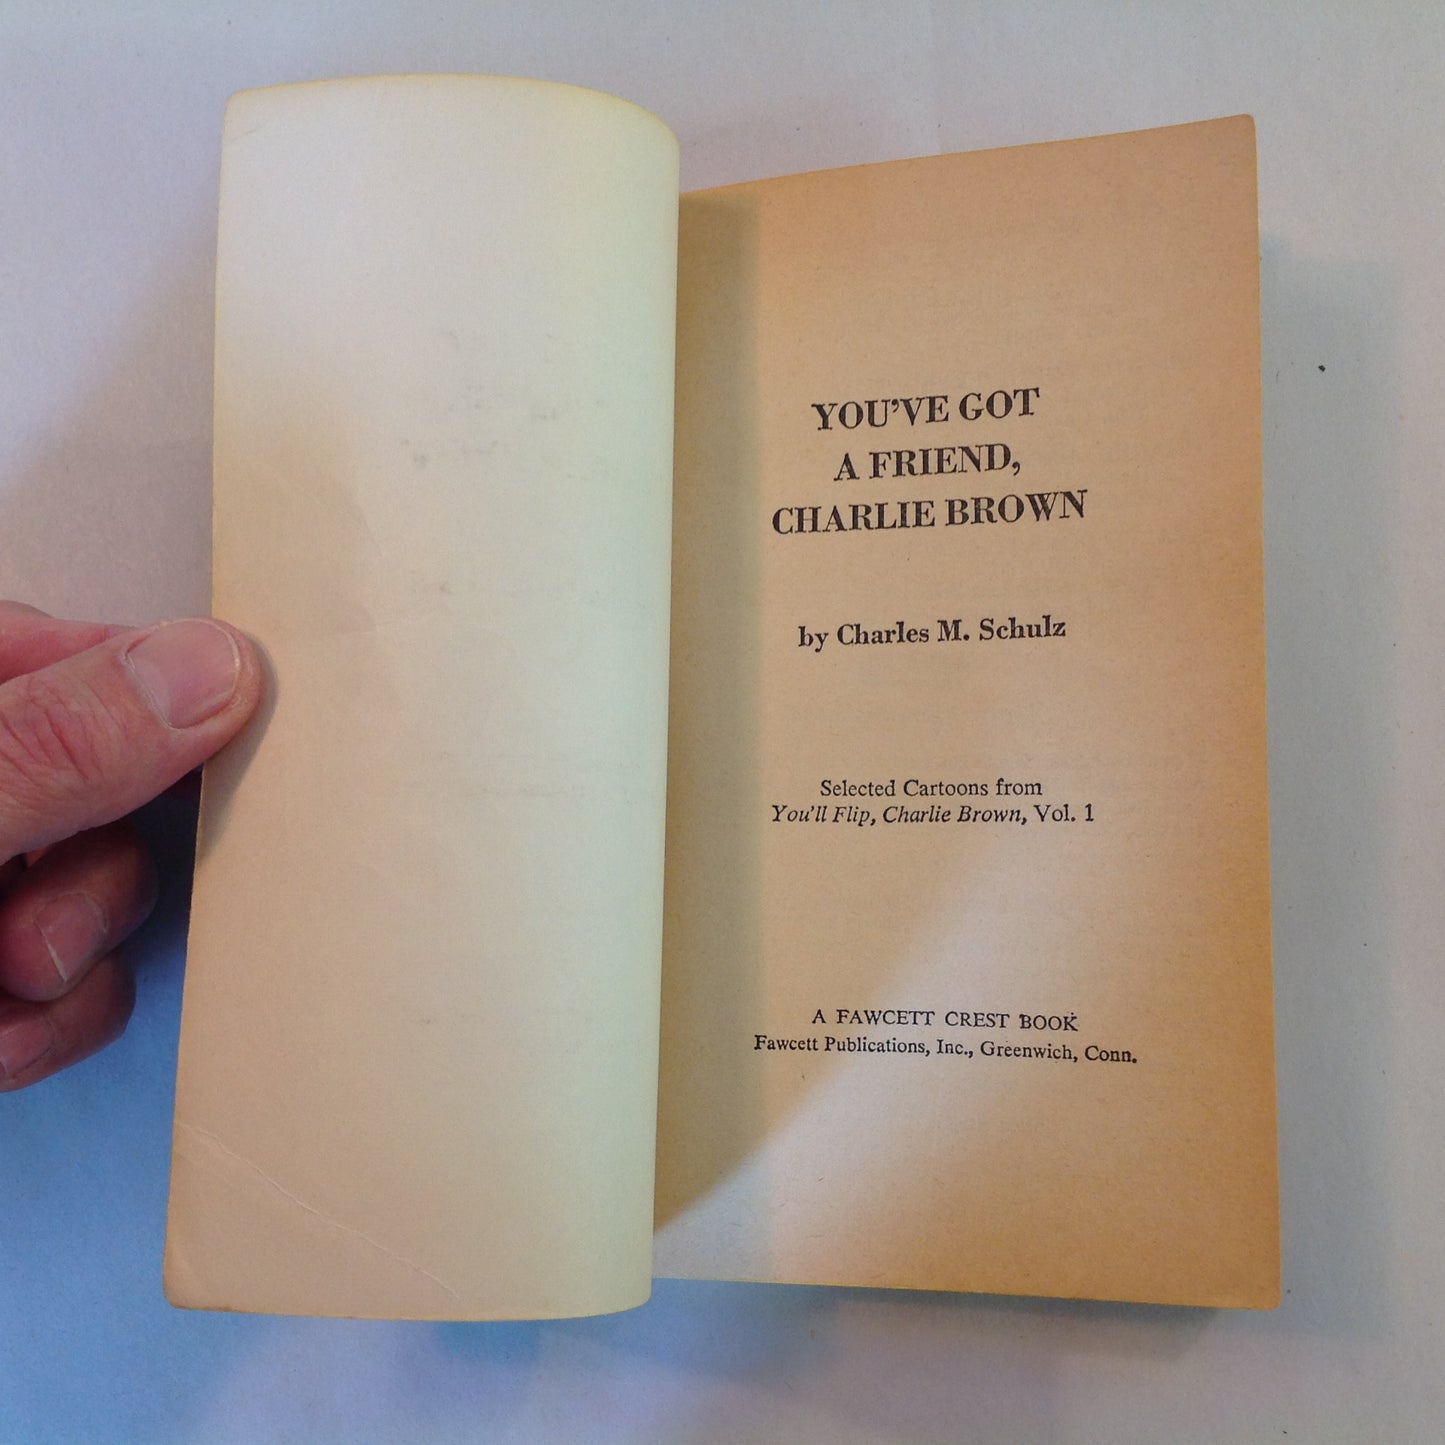 YOU'VE GOT
A FRIEND,
CHARLIE BROWN
by Charles M. Schulz
Selected Cartoons from
You'll Flip, Charlie Brown, Vol. 1
A FAWCETT CREST BOOK
Fawcett Publications, Inc., Greenwich, Conn.